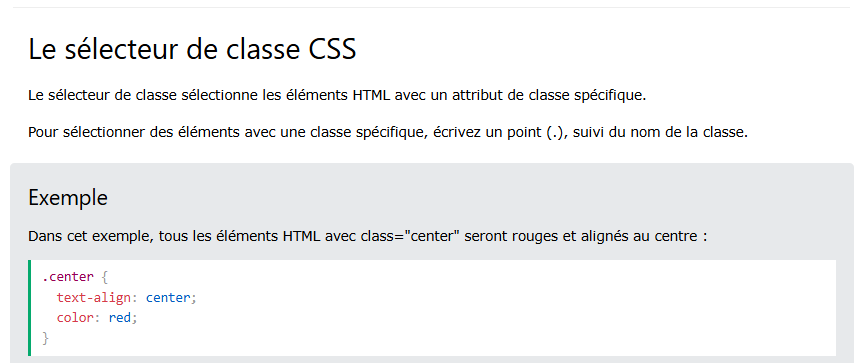 Le sélecteur de classe CSS
Le sélecteur de classe sélectionne les éléments HTML avec un attribut de classe spécifique.
Pour sélectionner des éléments avec une classe spécifique, écrivez un point (.), suivi du nom de la classe.
Exemple
Dans cet exemple, tous les éléments HTML avec class="center" seront rouges et alignés au centre :
.center {
  text-align: center;
  color: red;
}